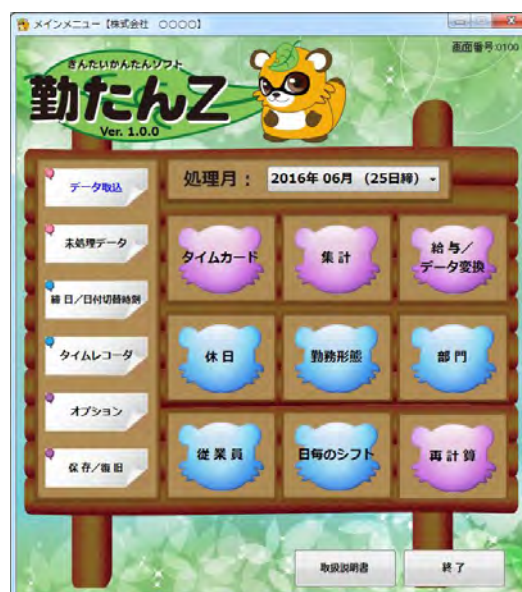 メインメニュー【株式会社　○○○○】
画面番号:0100
きんたいかんたんソフト
勤たんZ
Ver. 1.0.0
処理月： 2016年 06月 （25日締）
データ取込
未処理データ
締日／日付切替時刻
タイムレコーダ
オプション
保存／復旧
タイムカード
集計
給与／
データ変換
休日
勤務形態
部門
従業員
日毎のシフト
再計算
取扱説明書
終了